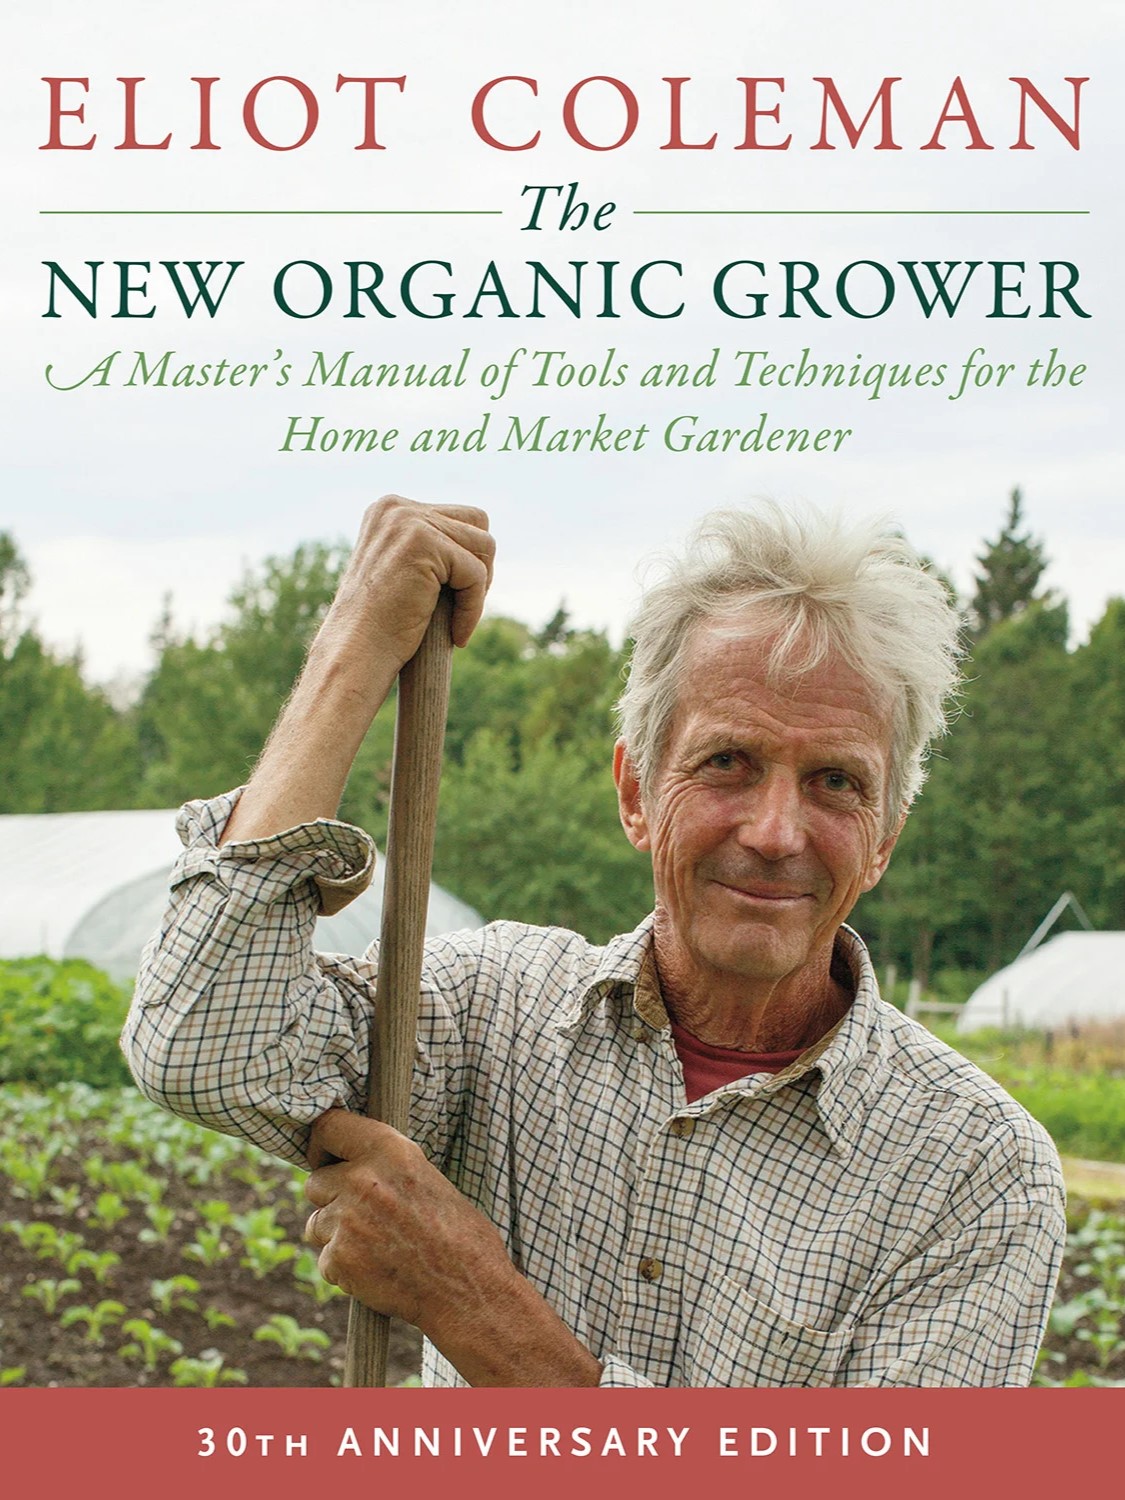 ELIOT COLEMAN
The
NEW ORGANIC GROWER
A Master's Manual of Tools and Techniques for the
Home and Market Gardener
30TH ANNIVERSARY EDITION